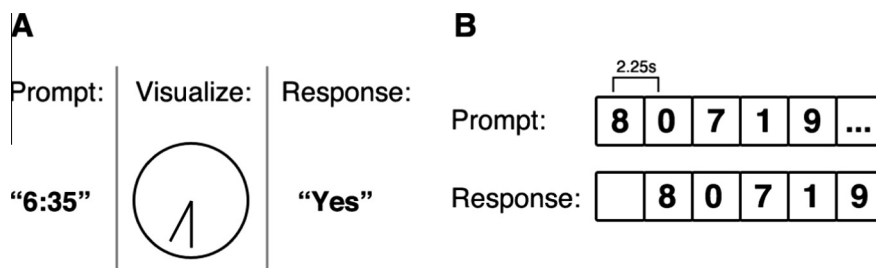 A
Prompt: Visualize: Response:
“6:35” “Yes”
B
2.25s
Prompt: 8 0 7 1 9 ...
Response: 8 0 7 1 9